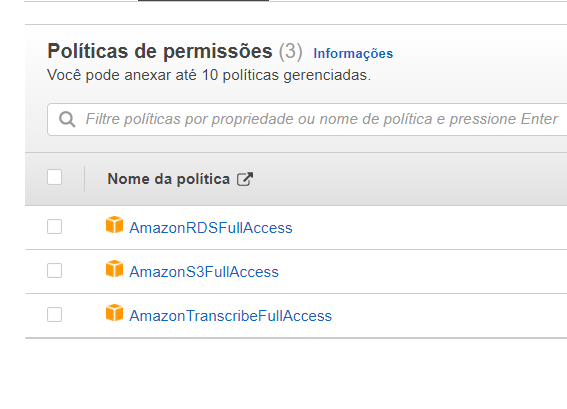 Políticas de permissões (3) Informações
Você pode anexar até 10 políticas gerenciadas.
Filtre políticas por propriedade ou nome de política e pressione Enter
Nome da política
AmazonRDSFullAccess
AmazonS3FullAccess
AmazonTranscribeFullAccess